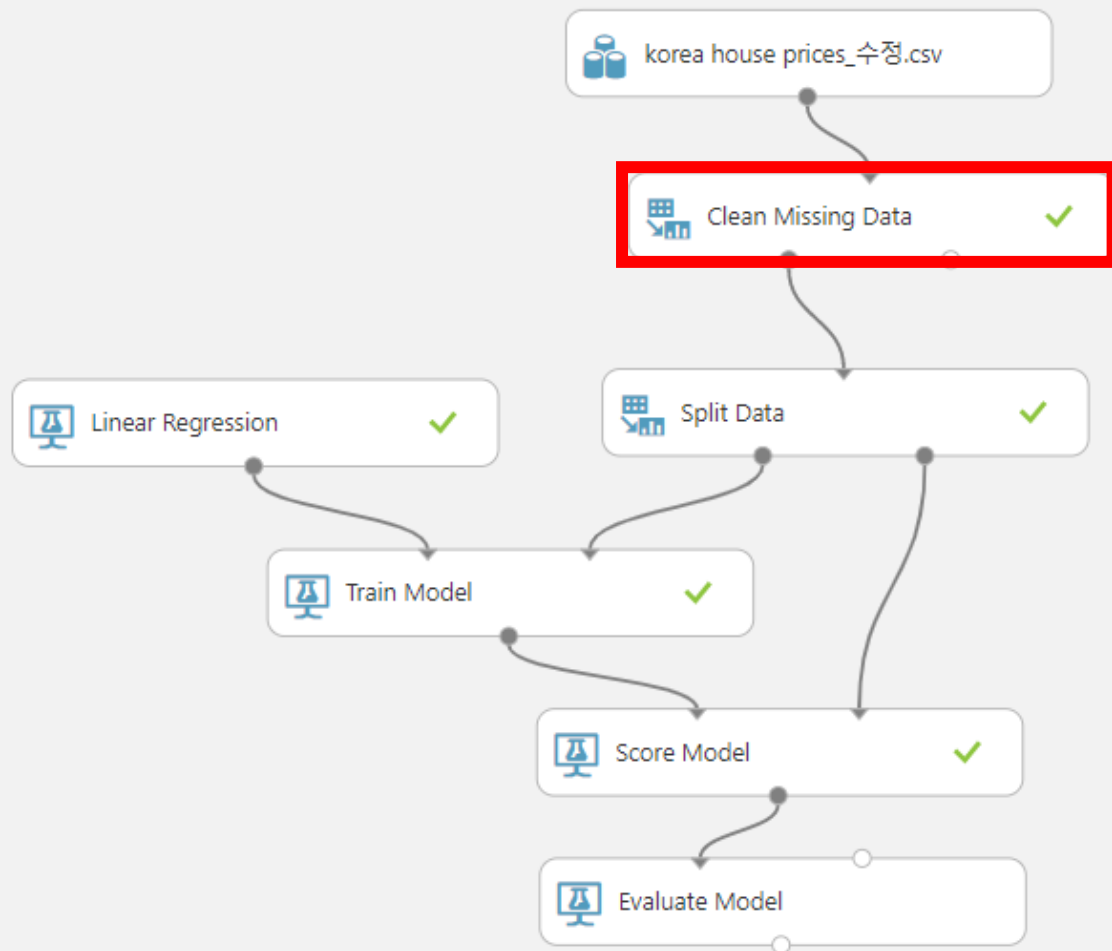 korea house prices_수정.csv
Clean Missing Data
Linear Regression
Split Data
Train Model
Score Model
Evaluate Model